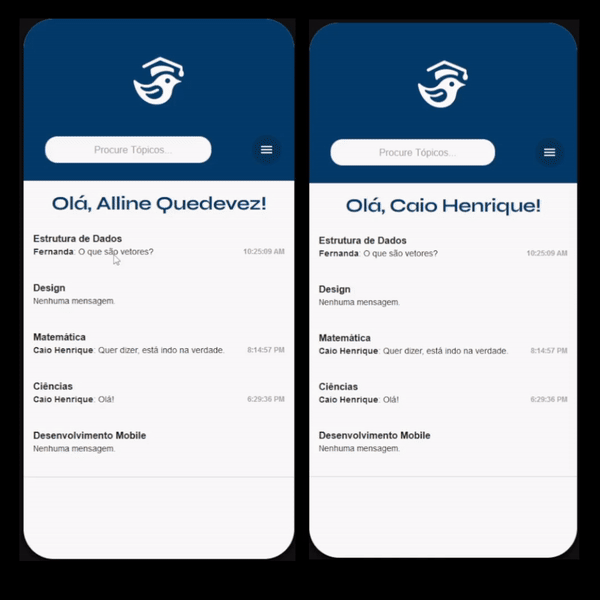 Procure Tópicos...
Olá, Alline Quedevez!
Estrutura de Dados
Fernanda: O que são vetores? 10:25:09 AM
Design
Nenhuma mensagem.
Matemática
Caio Henrique: Quer dizer, está indo na verdade. 8:14:57 PM
Ciências
Caio Henrique: Olá! 6:29:36 PM
Desenvolvimento Mobile
Nenhuma mensagem.
Procure Tópicos...
Olá, Caio Henrique!
Estrutura de Dados
Fernanda: O que são vetores? 10:25:09 AM
Design
Nenhuma mensagem.
Matemática
Caio Henrique: Quer dizer, está indo na verdade. 8:14:57 PM
Ciências
Caio Henrique: Olá! 6:29:36 PM
Desenvolvimento Mobile
Nenhuma mensagem.